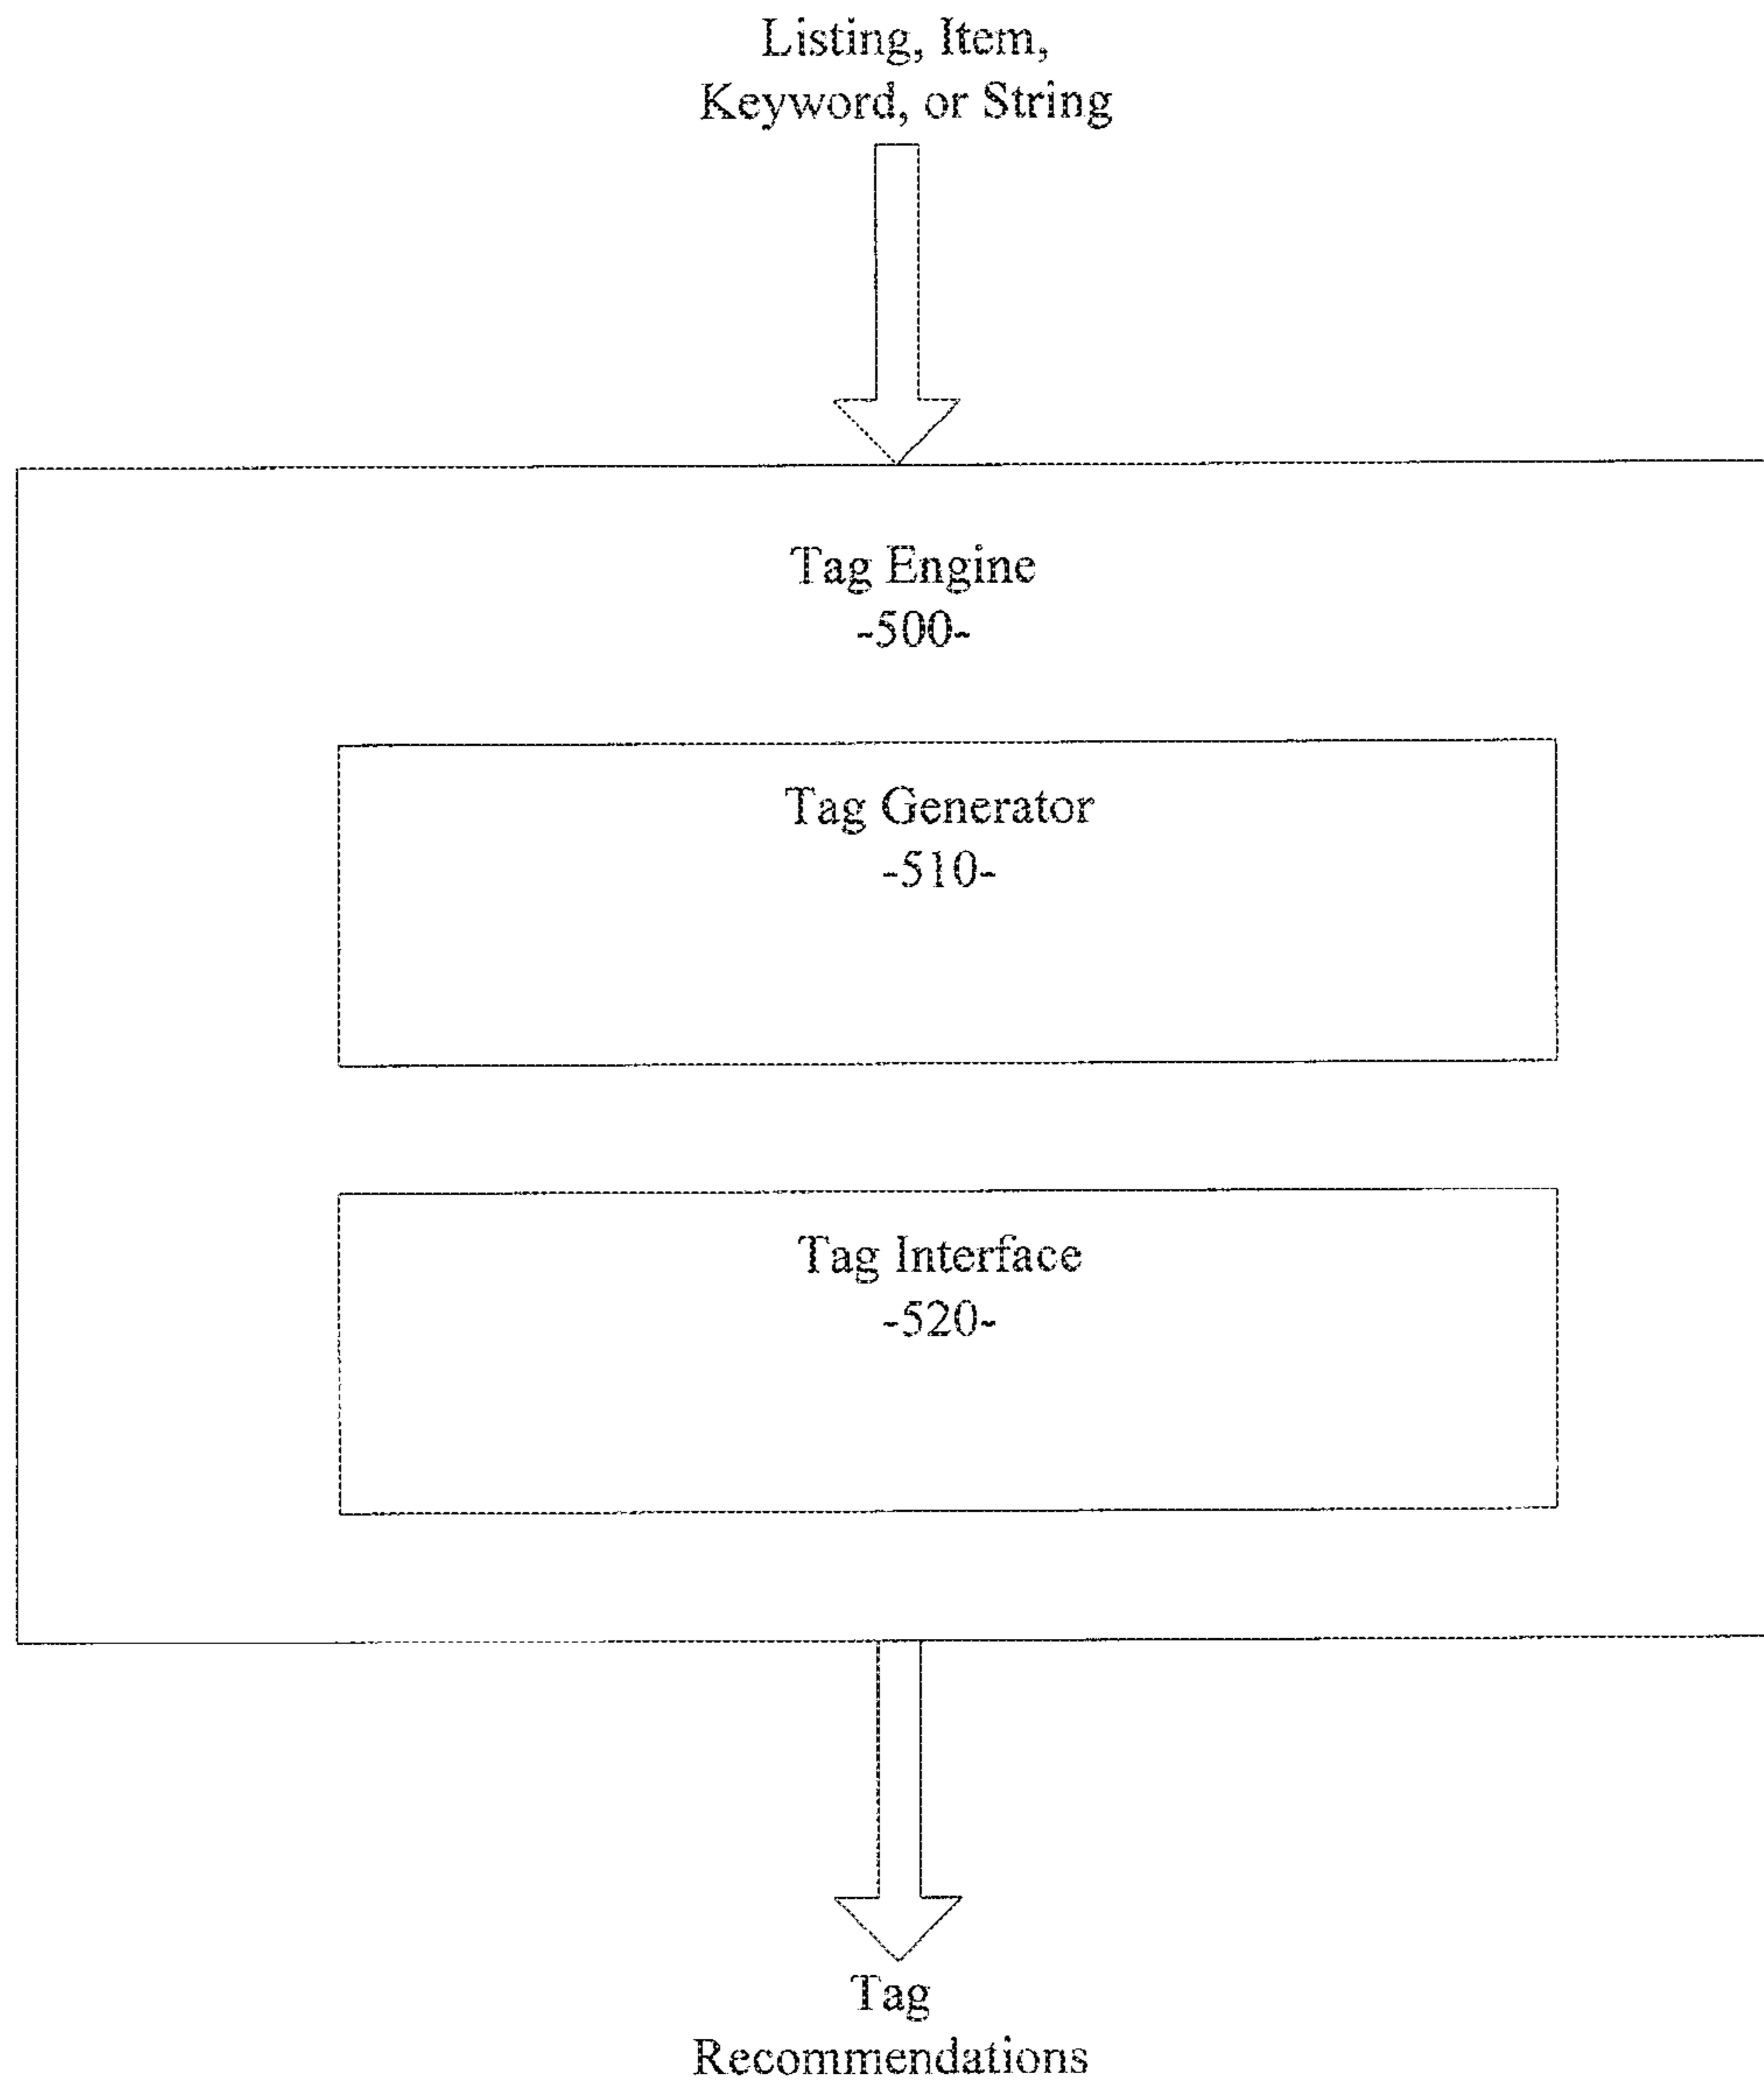 Listing, Item,
Keyword, or String
Tag Engine
-500-
Tag Generator
-510-
Tag Interface
-520-
Tag
Recommendations